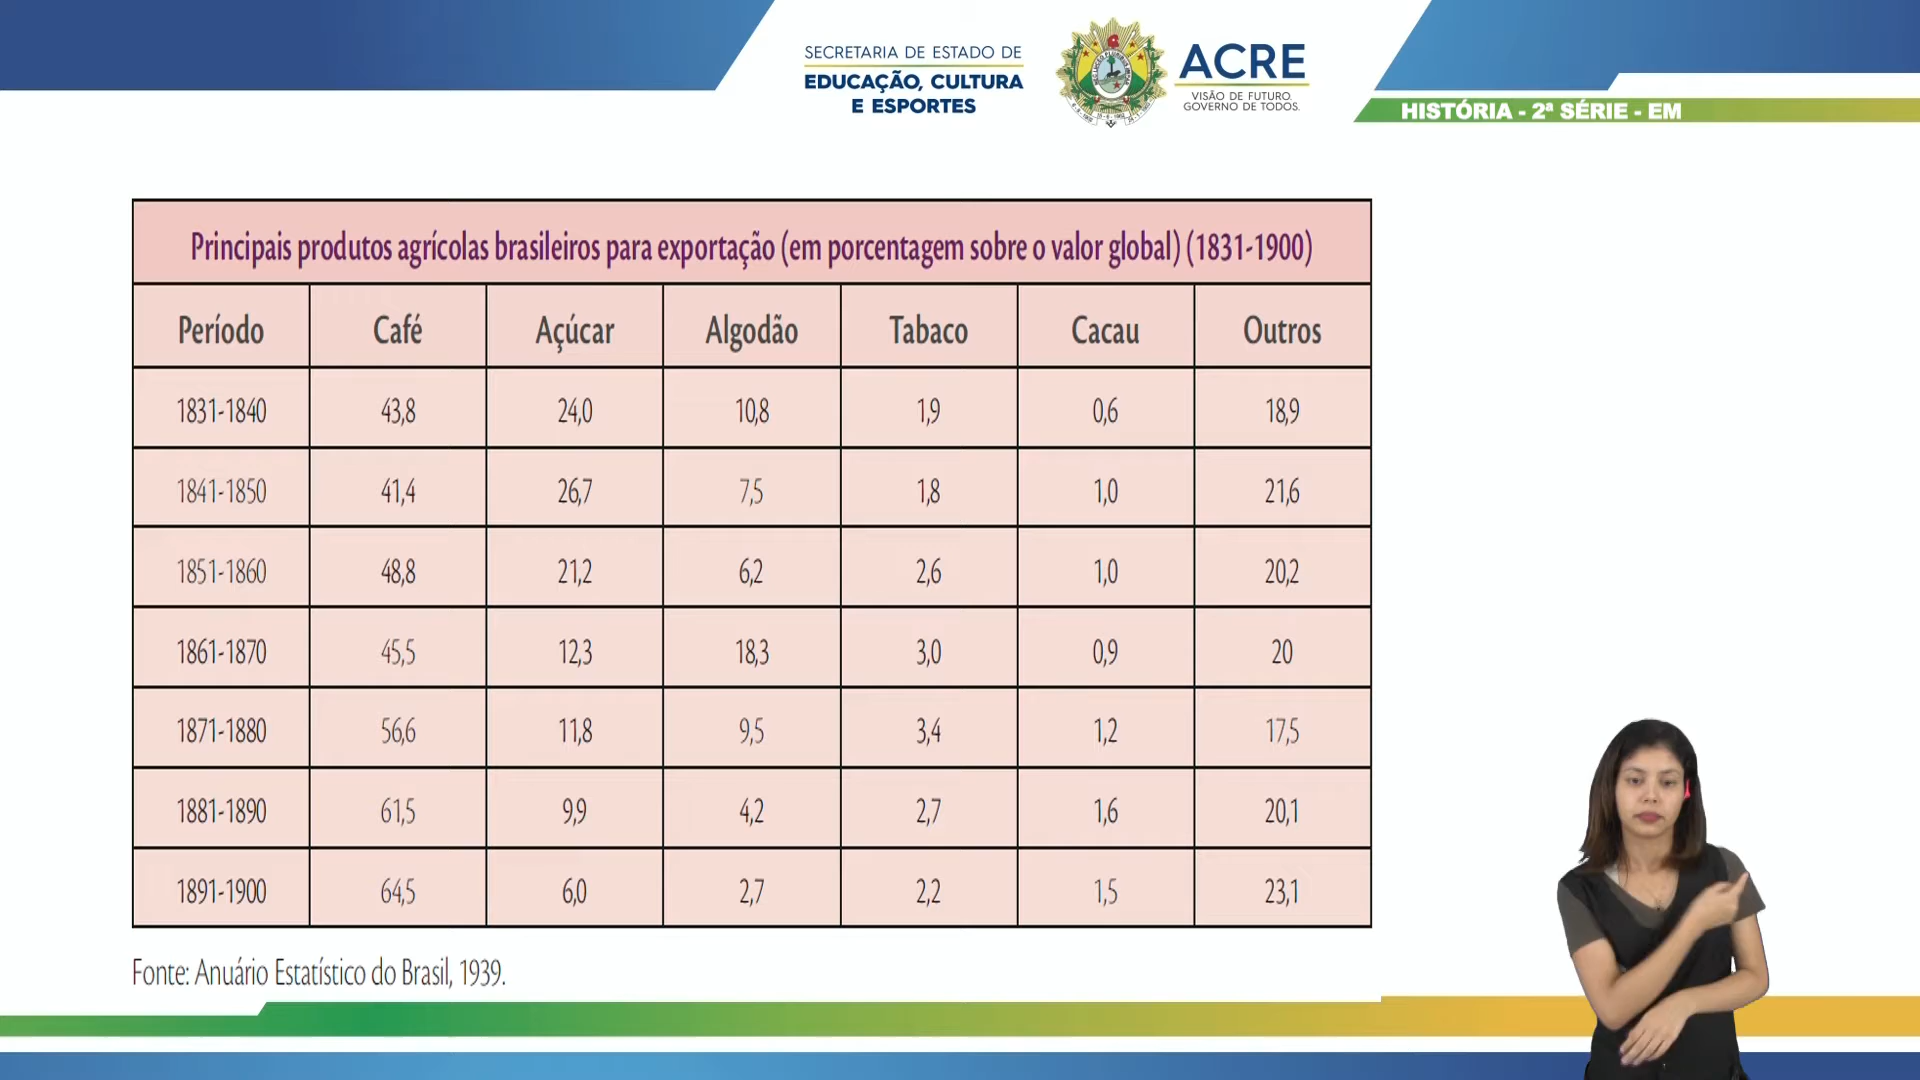 SECRETARIA DE ESTADO DE
EDUCAÇÃO, CULTURA
E ESPORTES
ACRE
VISÃO DE FUTURO.
GOVERNO DE TODOS.
HISTÓRIA - 2ª SÉRIE - EM
Principais produtos agrícolas brasileiros para exportação (em porcentagem sobre o valor global) (1831-1900)
Período Café Açúcar Algodão Tabaco Cacau Outros
1831-1840 43,8 24,0 10,8 1,9 0,6 18,9
1841-1850 41,4 26,7 7,5 1,8 1,0 21,6
1851-1860 48,8 21,2 6,2 2,6 1,0 20,2
1861-1870 45,5 12,3 18,3 3,0 0,9 20
1871-1880 56,6 11,8 9,5 3,4 1,2 17,5
1881-1890 61,5 9,9 4,2 2,7 1,6 20,1
1891-1900 64,5 6,0 2,7 2,2 1,5 23,1
Fonte: Anuário Estatístico do Brasil, 1939.